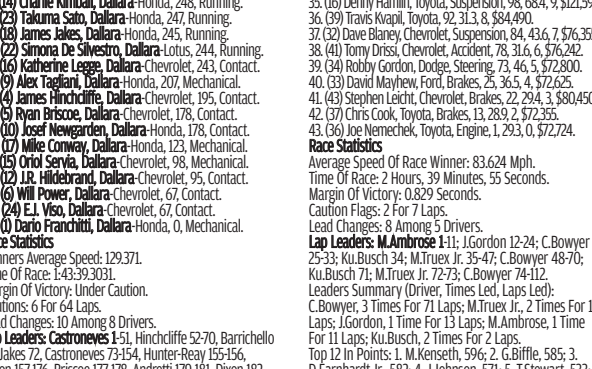 (14) Charlie Kimball, Dallara-Honda, 248, Running.
(23) Takuma Sato, Dallara-Honda, 247, Running.
(18) James Jakes, Dallara-Honda, 245, Running.
(22) Simona De Silvestro, Dallara-Lotus, 244, Running.
(16) Katherine Legge, Dallara-Chevrolet, 243, Contact.
(9) Alex Tagliani, Dallara-Honda, 207, Mechanical.
(4) James Hinchcliffe, Dallara-Chevrolet, 195, Contact.
(5) Ryan Briscoe, Dallara-Chevrolet, 178, Contact.
(10) Josef Newgarden, Dallara-Honda, 178, Contact.
(17) Mike Conway, Dallara-Honda, 123, Mechanical.
(15) Oriol Servia, Dallara-Chevrolet, 98, Mechanical.
(12) J.R. Hildebrand, Dallara-Chevrolet, 95, Contact.
(6) Will Power, Dallara-Chevrolet, 67, Contact.
(24) E.J. Viso, Dallara-Chevrolet, 67, Contact.
(1) Dario Franchitti, Dallara-Honda, 0, Mechanical.
ce Statistics
nners Average Speed: 129.371.
e Of Race: 1:43:39.3031.
rgin Of Victory: Under Caution.
utions: 6 For 64 Laps.
d Changes: 10 Among 8 Drivers.
Leaders: Castroneves 1-51, Hinchcliffe 52-70, Barrichello
Jakes 72, Castroneves 73-154, Hunter-Reay 155-156,
157-176, Briscoe 177-178, Andretti 179-181, Dixon 182
35. (16) Denny Hamlin, Toyota, Suspension, 98, 68.4, 9,
36. (39) Travis Kvapil, Toyota, 92, 31.3, 8, $84,490.
37. (32) Dave Blaney, Chevrolet, Suspension, 84, 43.6, 7, $76,35
38. (41) Tomy Drissi, Chevrolet, Accident, 78, 31.6, 6, $76,242.
39. (34) Robby Gordon, Dodge, Steering, 73, 46, 5, $72,800.
40. (33) David Mayhew, Ford, Brakes, 25, 36.5, 4, $72,625.
41. (43) Stephen Leicht, Chevrolet, Brakes, 22, 29.4, 3, $80,450
42. (37) Chris Cook, Toyota, Brakes, 13, 28.9, 2, $72,355.
43. (36) Joe Nemechek, Toyota, Engine, 1, 29.3, 0, $72,724.
Race Statistics
Average Speed Of Race Winner: 83.624 Mph.
Time Of Race: 2 Hours, 39 Minutes, 55 Seconds.
Margin Of Victory: 0.829 Seconds.
Caution Flags: 2 For 7 Laps.
Lead Changes: 8 Among 5 Drivers.
Lap Leaders: M.Ambrose 1-11; J.Gordon 12-24; C.Bowyer
25-33; Ku.Busch 34; M.Truex Jr. 35-47; C.Bowyer 48-70;
Ku.Busch 71; M.Truex Jr. 72-73; C.Bowyer 74-112.
Leaders Summary (Driver, Times Led, Laps Led):
C.Bowyer, 3 Times For 71 Laps; M.Truex Jr., 2 Times For 1
Laps; J.Gordon, 1 Time For 13 Laps; M.Ambrose, 1 Time
For 11 Laps; Ku.Busch, 2 Times For 2 Laps.
Top 12 In Points: 1. M.Kenseth, 596; 2. G.Biffle, 585; 3.
D.Earnhardt Jr., 582; 4. J.Johnson, 571; 5. T.Stewart, 532;